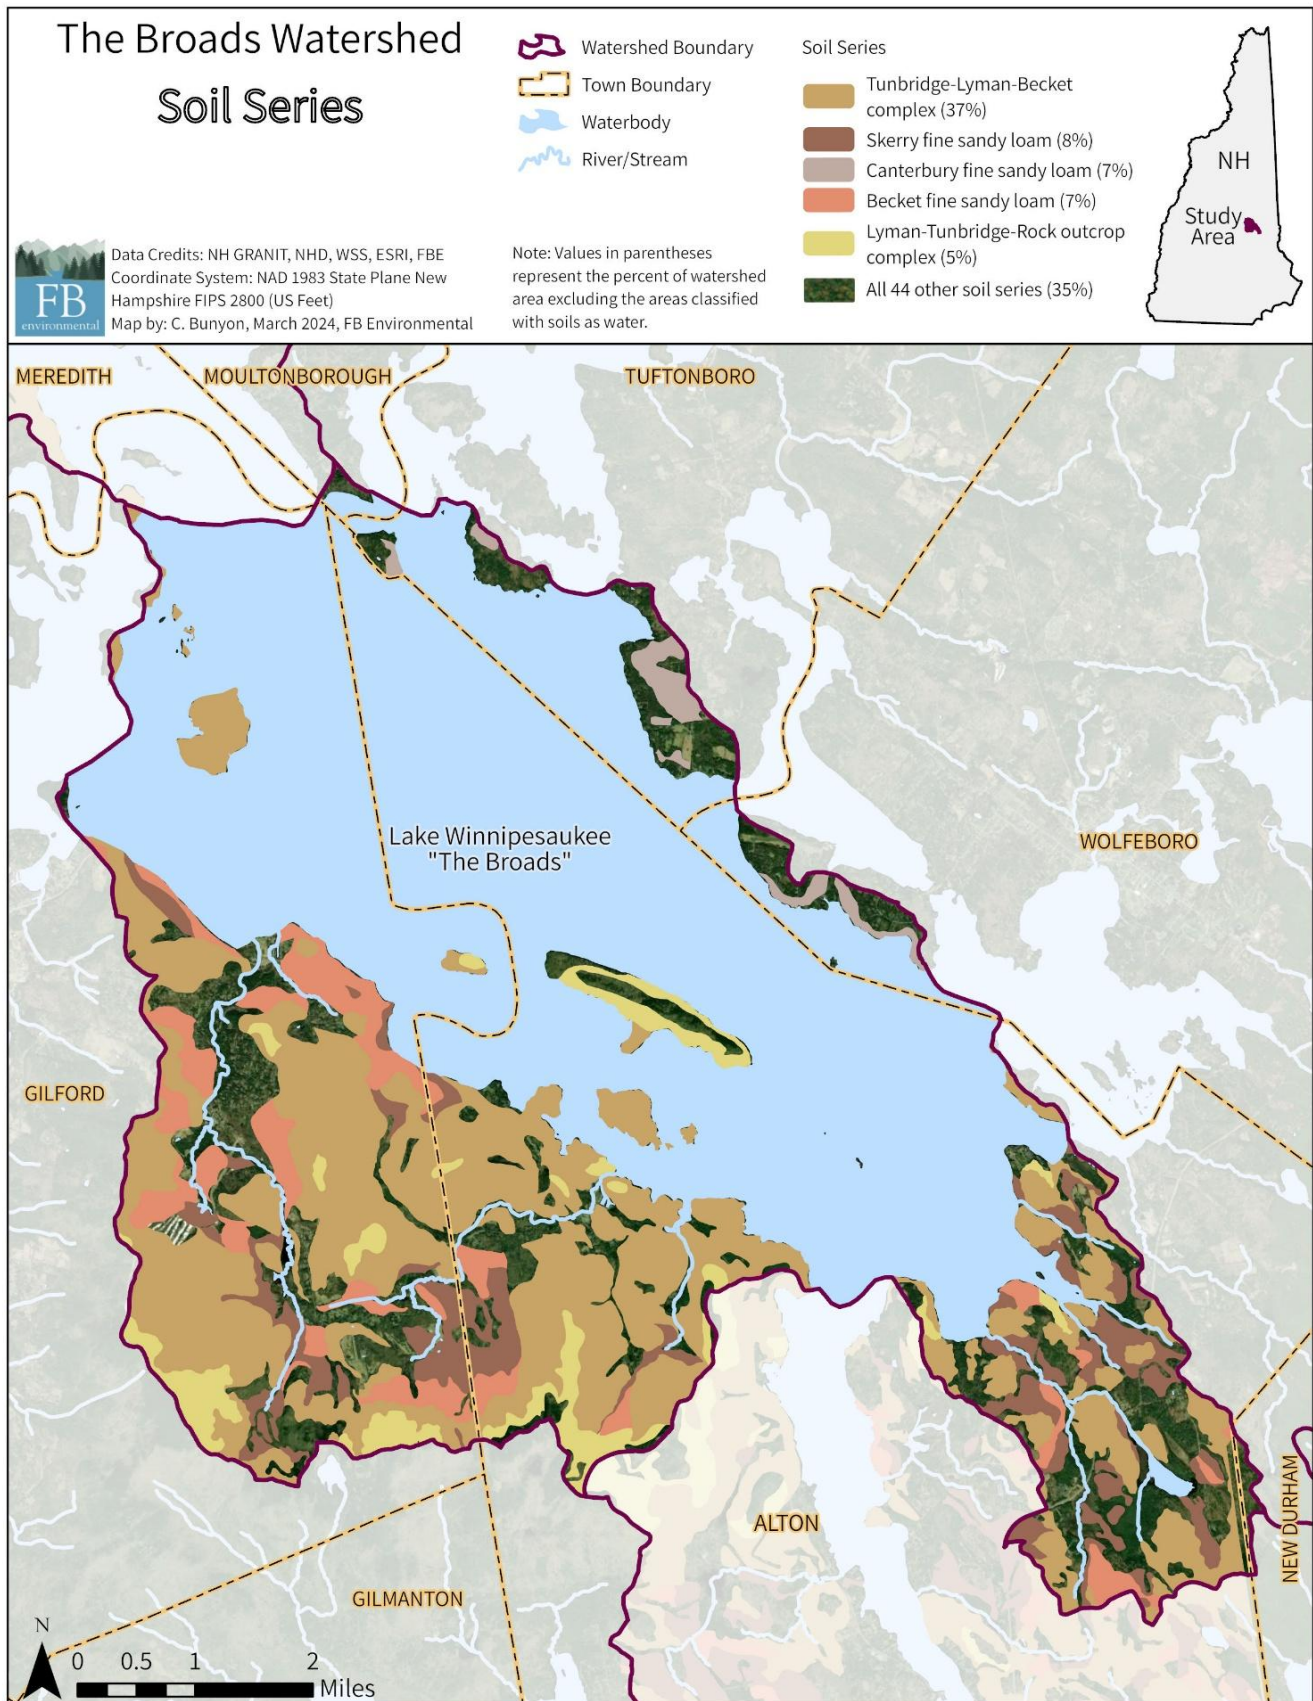 The Broads Watershed
Soil Series
Watershed Boundary
Town Boundary
Waterbody
River/Stream
Soil Series
Tunbridge-Lyman-Becket
complex (37%)
Skerry fine sandy loam (8%)
Canterbury fine sandy loam (7%)
Becket fine sandy loam (7%)
Lyman-Tunbridge-Rock outcrop
complex (5%)
All 44 other soil series (35%)
NH
Study
Area
FB
environmental
Data Credits: NH GRANIT, NHD, WSS, ESRI, FBE
Coordinate System: NAD 1983 State Plane New
Hampshire FIPS 2800 (US Feet)
Map by: C. Bunyon, March 2024, FB Environmental
Note: Values in parentheses
represent the percent of watershed
area excluding the areas classified
with soils as water.
MEREDITH
MOULTONBOROUGH
TUFTONBORO
Lake Winnipesaukee
"The Broads"
WOLFEBORO
GILFORD
ALTON
NEW DURHAM
GILMANTON
N
0 0.5 1 2
Miles